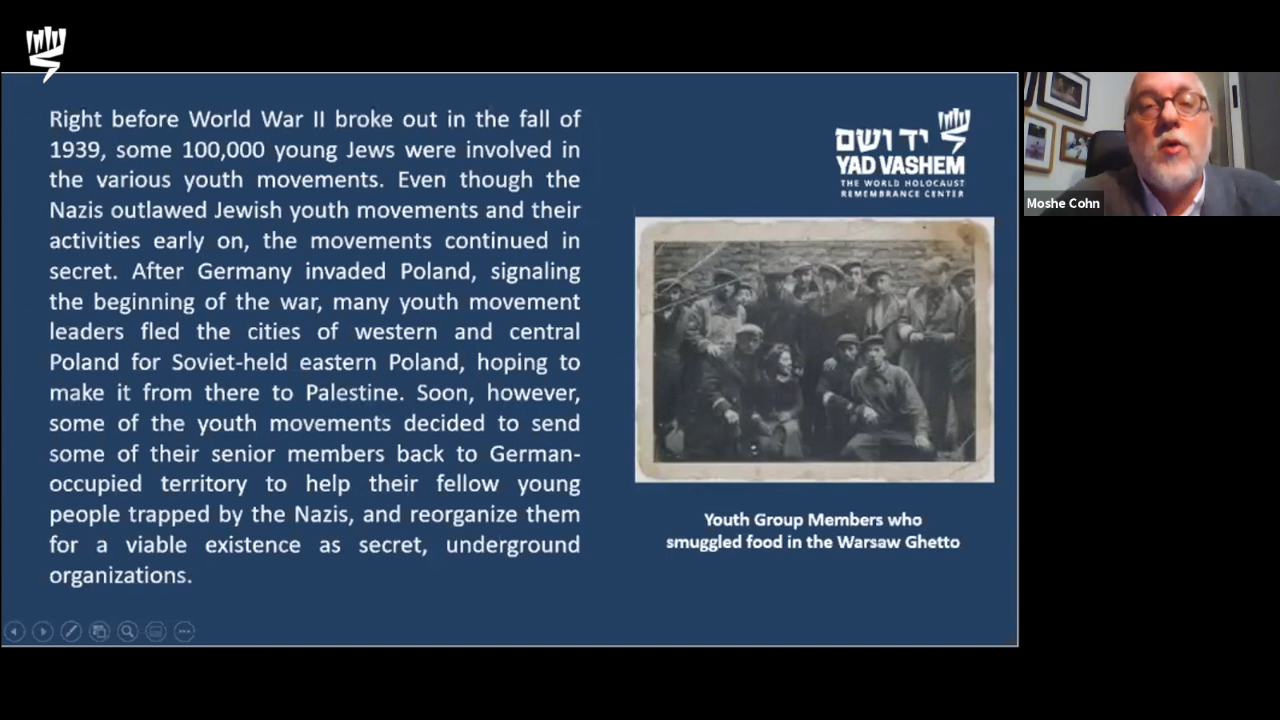 Right before World War II broke out in the fall of
1939, some 100,000 young Jews were involved in
the various youth movements. Even though the
Nazis outlawed Jewish youth movements and their
activities early on, the movements continued in
secret. After Germany invaded Poland, signaling
the beginning of the war, many youth movement
leaders fled the cities of western and central
Poland for Soviet-held eastern Poland, hoping to
make it from there to Palestine. Soon, however,
some of the youth movements decided to send
some of their senior members back to German-
occupied territory to help their fellow young
people trapped by the Nazis, and reorganize them
for a viable existence as secret, underground
organizations.
יד ושם
YAD VASHEM
THE WORLD HOLOCAUST
REMEMBRANCE CENTER
Youth Group Members who
smuggled food in the Warsaw Ghetto
Moshe Cohn